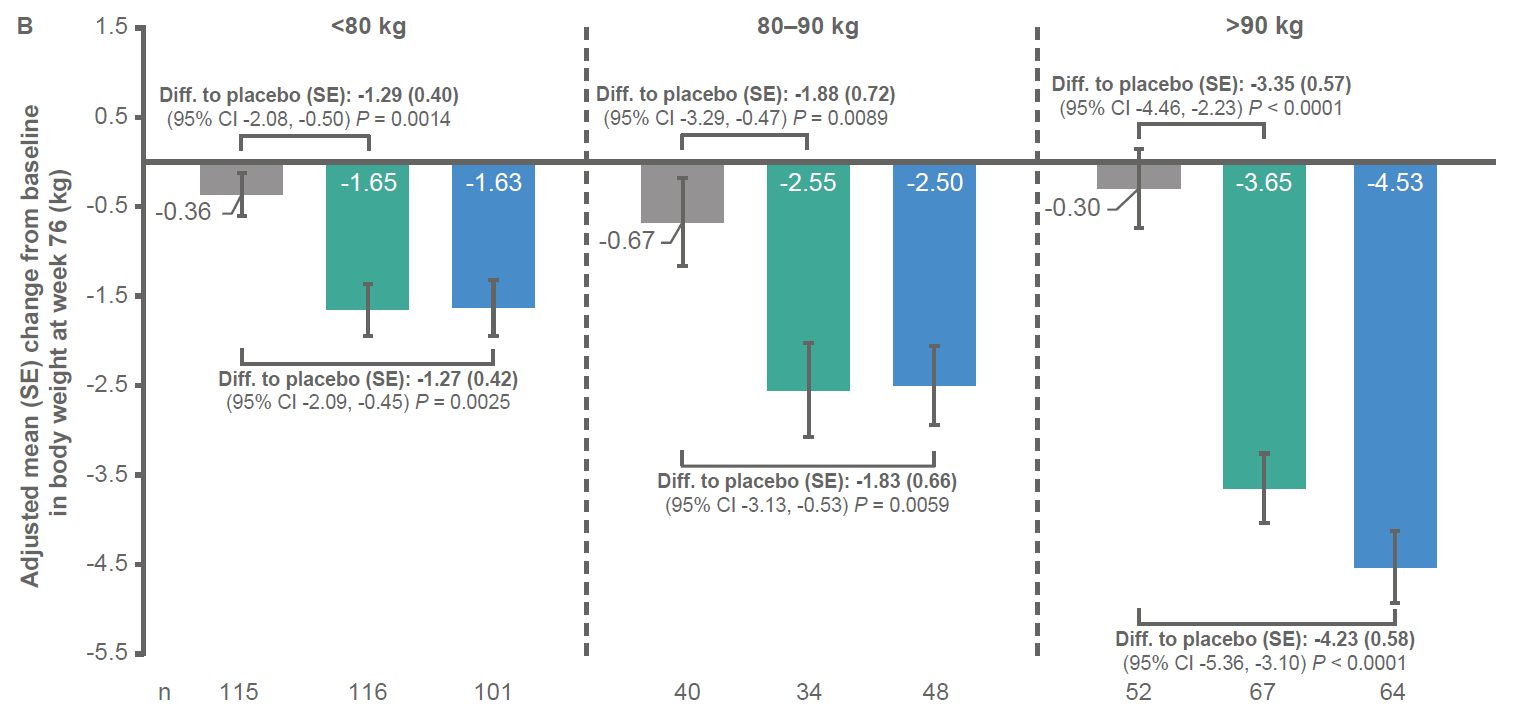 B
Adjusted mean (SE) change from baseline
in body weight at week 76 (kg)
1.5
0.5
-0.5
-1.5
-2.5
-3.5
-4.5
-5.5
<80 kg
Diff. to placebo (SE): -1.29 (0.40)
(95% CI -2.08, -0.50) P = 0.0014
-0.36
-1.65
-1.63
Diff. to placebo (SE): -1.27 (0.42)
(95% CI -2.09, -0.45) P = 0.0025
80–90 kg
Diff. to placebo (SE): -1.88 (0.72)
(95% CI -3.29, -0.47) P = 0.0089
-0.67
-2.55
-2.50
Diff. to placebo (SE): -1.83 (0.66)
(95% CI -3.13, -0.53) P = 0.0059
>90 kg
Diff. to placebo (SE): -3.35 (0.57)
(95% CI -4.46, -2.23) P < 0.0001
-0.30
-3.65
-4.53
Diff. to placebo (SE): -4.23 (0.58)
(95% CI -5.36, -3.10) P < 0.0001
n 115 116 101 40 34 48 52 67 64